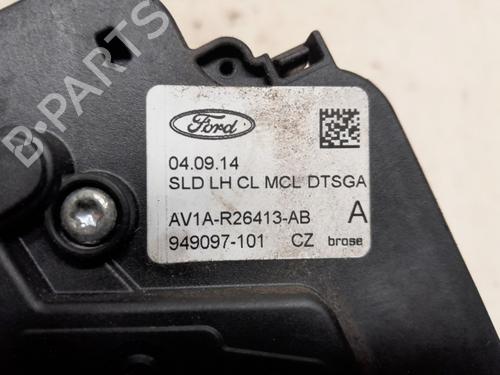 B-PARTS
Ford
04.09.14
SLD LH CL MCL DTSGA
AV1A-R26413-AB A
949097-101 CZ brose